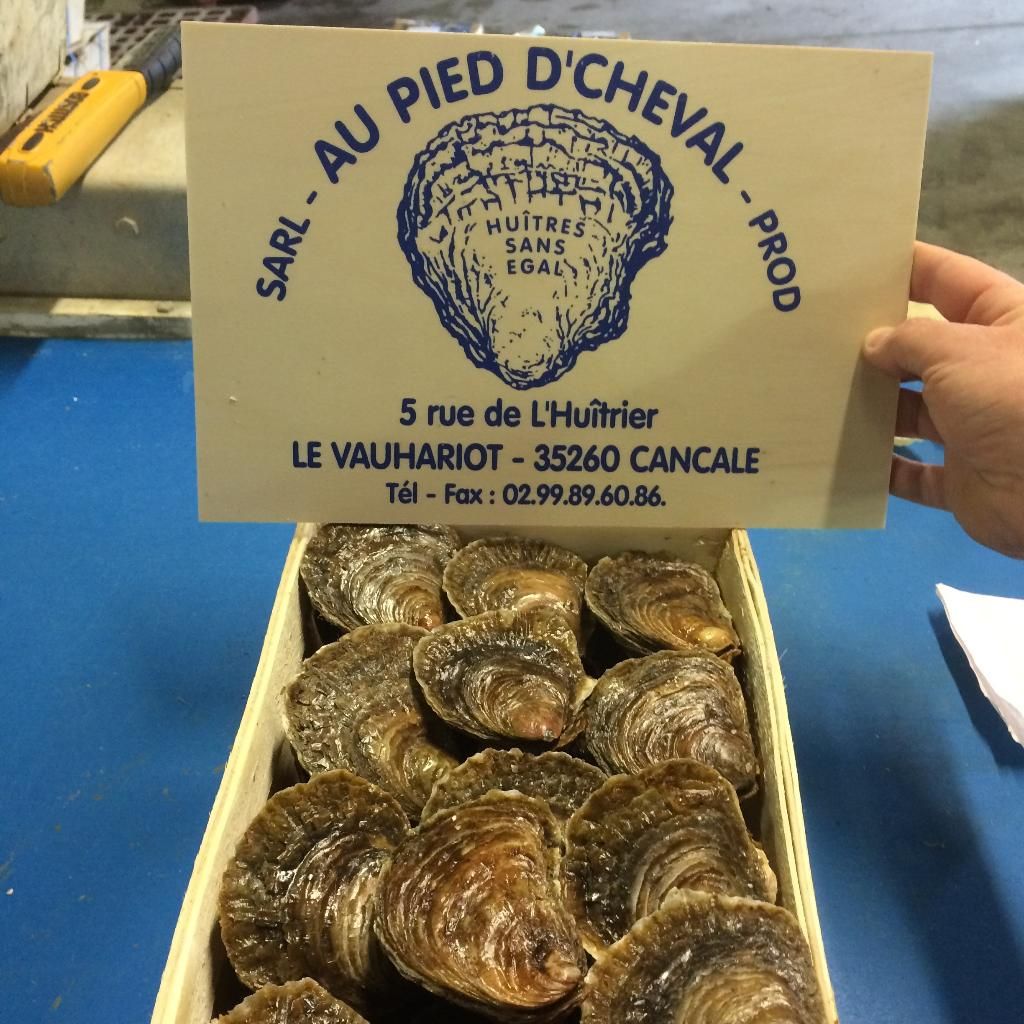 SARL - AU PIED D'CHEVAL - PROD
HUÎTRES
SANS
EGAL
5 rue de L'Huîtrier
LE VAUHARIOT - 35260 CANCALE
Tél - Fax : 02.99.89.60.86.